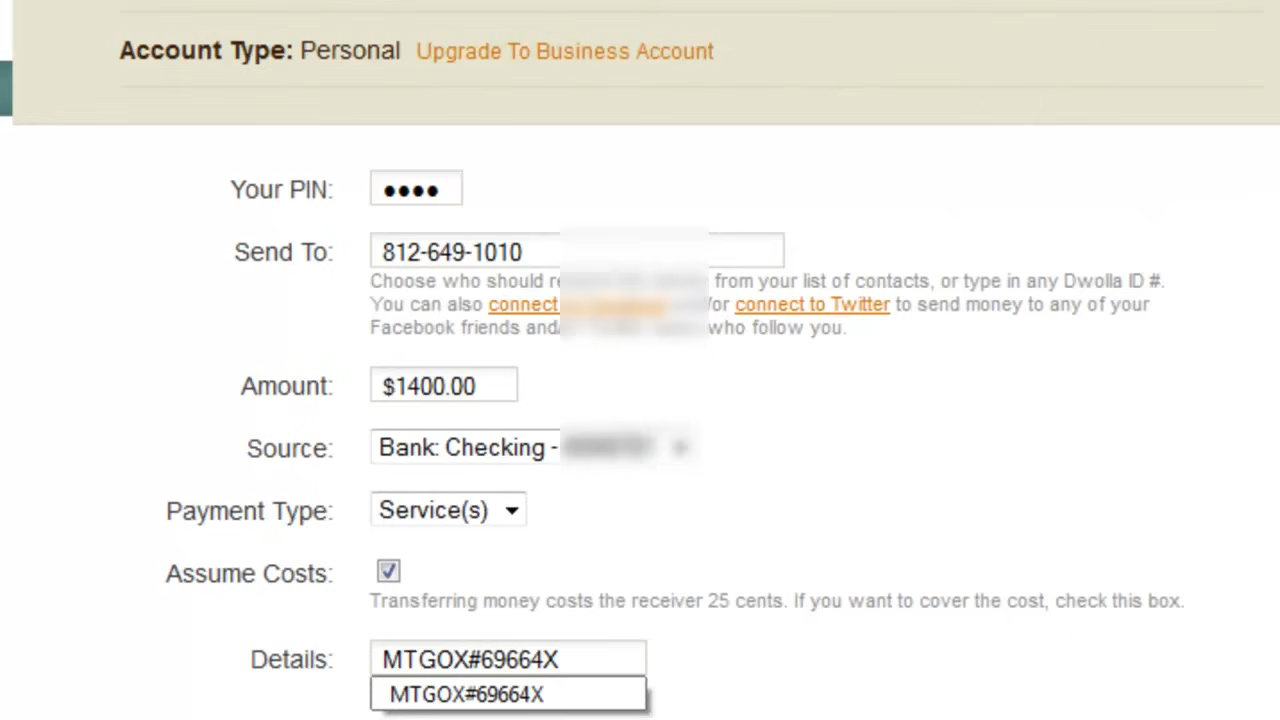 Account Type: Personal Upgrade To Business Account
Your PIN: ••••
Send To: 812-649-1010
Choose who should from your list of contacts, or type in any Dwolla ID #.
You can also connect or connect to Twitter to send money to any of your
Facebook friends and/ who follow you.
Amount: $1400.00
Source: Bank: Checking -
Payment Type: Service(s)
Assume Costs:
Transferring money costs the receiver 25 cents. If you want to cover the cost, check this box.
Details: MTGOX#69664X
MTGOX#69664X